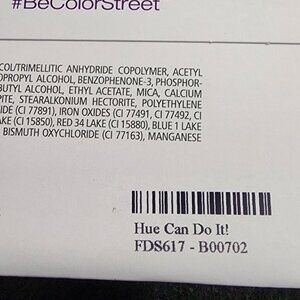 #BeColorStreet
COL/TRIMELLITIC ANHYDRIDE COPOLYMER, ACETYL
OPROPYL ALCOHOL, BENZOPHENONE-3, PHOSPHOR-
BUTYL ALCOHOL, ETHYL ACETATE, MICA, CALCIUM
PITE, STEARALKONIUM HECTORITE, POLYETHYLENE
IDE (CI 77891), IRON OXIDES (CI 77491, CI 77492, CI
AKE (CI 15850), RED 34 LAKE (CI 15880), BLUE 1 LAKE
BISMUTH OXYCHLORIDE (CI 77163), MANGANESE
Hue Can Do It!
FDS617 - B00702